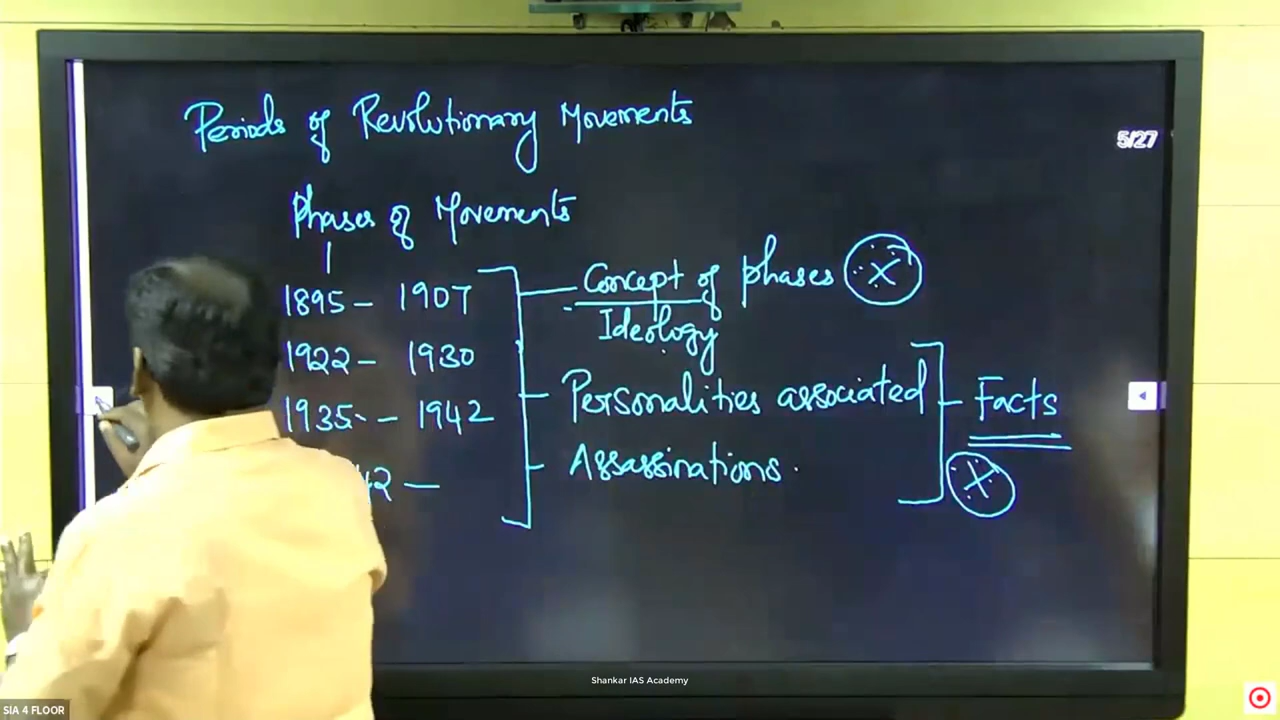 Periods of Revolutionary Movements
5/27
Phases of Movements
1895 - 1907
1922 - 1930
1935 - 1942
42 -
Concept of phases X
Ideology
Personalities associated
Assassinations.
Facts
X
Shankar IAS Academy
SIA 4 FLOOR